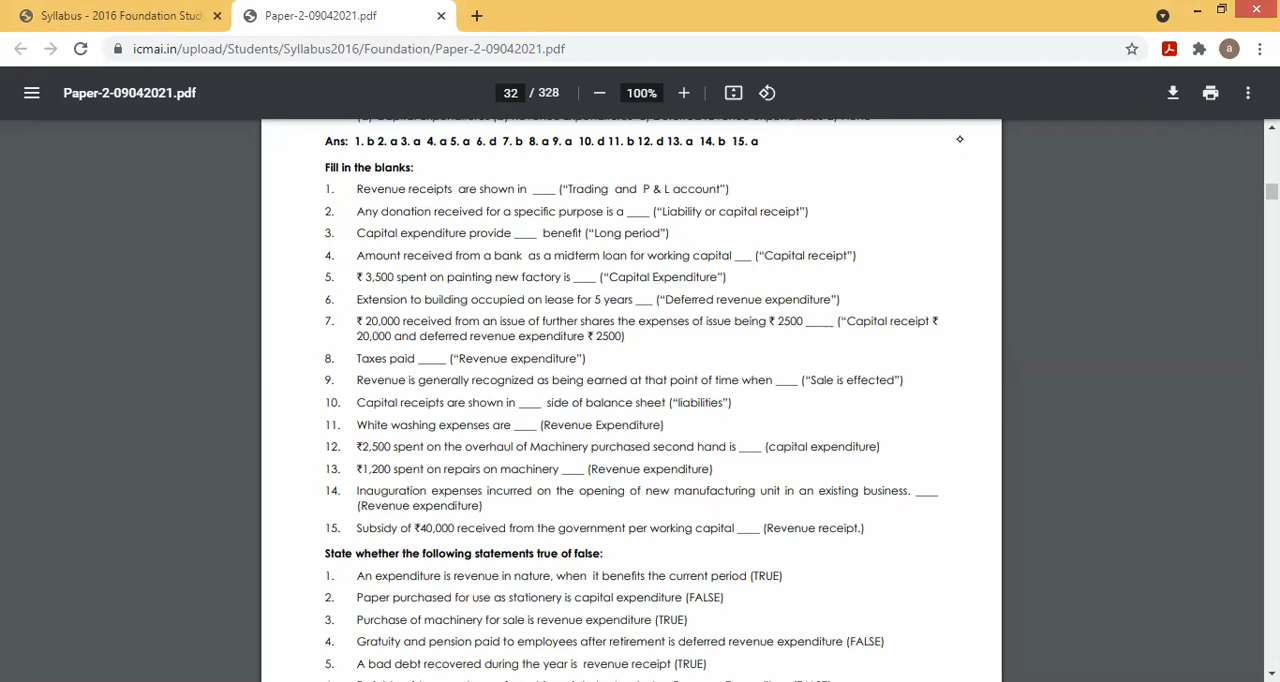 Syllabus - 2016 Foundation Stud
Paper-2-09042021.pdf
icmai.in/upload/Students/Syllabus2016/Foundation/Paper-2-09042021.pdf
a
Paper-2-09042021.pdf
32 / 328
100%
Ans: 1. b 2. a 3. a 4. a 5. a 6. d 7. b 8. a 9. a 10. d 11. b 12. d 13. a 14. b 15. a
Fill in the blanks:
1. Revenue receipts are shown in ____ (“Trading and P & L account”)
2. Any donation received for a specific purpose is a ____ (“Liability or capital receipt”)
3. Capital expenditure provide ____ benefit (“Long period”)
4. Amount received from a bank as a midterm loan for working capital ___ (“Capital receipt”)
5. ₹ 3,500 spent on painting new factory is ____ (“Capital Expenditure”)
6. Extension to building occupied on lease for 5 years ___ (“Deferred revenue expenditure”)
7. ₹ 20,000 received from an issue of further shares the expenses of issue being ₹ 2500 _____ (“Capital receipt ₹
20,000 and deferred revenue expenditure ₹ 2500)
8. Taxes paid _____ (“Revenue expenditure”)
9. Revenue is generally recognized as being earned at that point of time when ____ (“Sale is effected”)
10. Capital receipts are shown in ____ side of balance sheet (“liabilities”)
11. White washing expenses are ____ (Revenue Expenditure)
12. ₹2,500 spent on the overhaul of Machinery purchased second hand is ____ (capital expenditure)
13. ₹1,200 spent on repairs on machinery ____ (Revenue expenditure)
14. Inauguration expenses incurred on the opening of new manufacturing unit in an existing business. ____
(Revenue expenditure)
15. Subsidy of ₹40,000 received from the government per working capital ____ (Revenue receipt.)
State whether the following statements true of false:
1. An expenditure is revenue in nature, when it benefits the current period (TRUE)
2. Paper purchased for use as stationery is capital expenditure (FALSE)
3. Purchase of machinery for sale is revenue expenditure (TRUE)
4. Gratuity and pension paid to employees after retirement is deferred revenue expenditure (FALSE)
5. A bad debt recovered during the year is revenue receipt (TRUE)